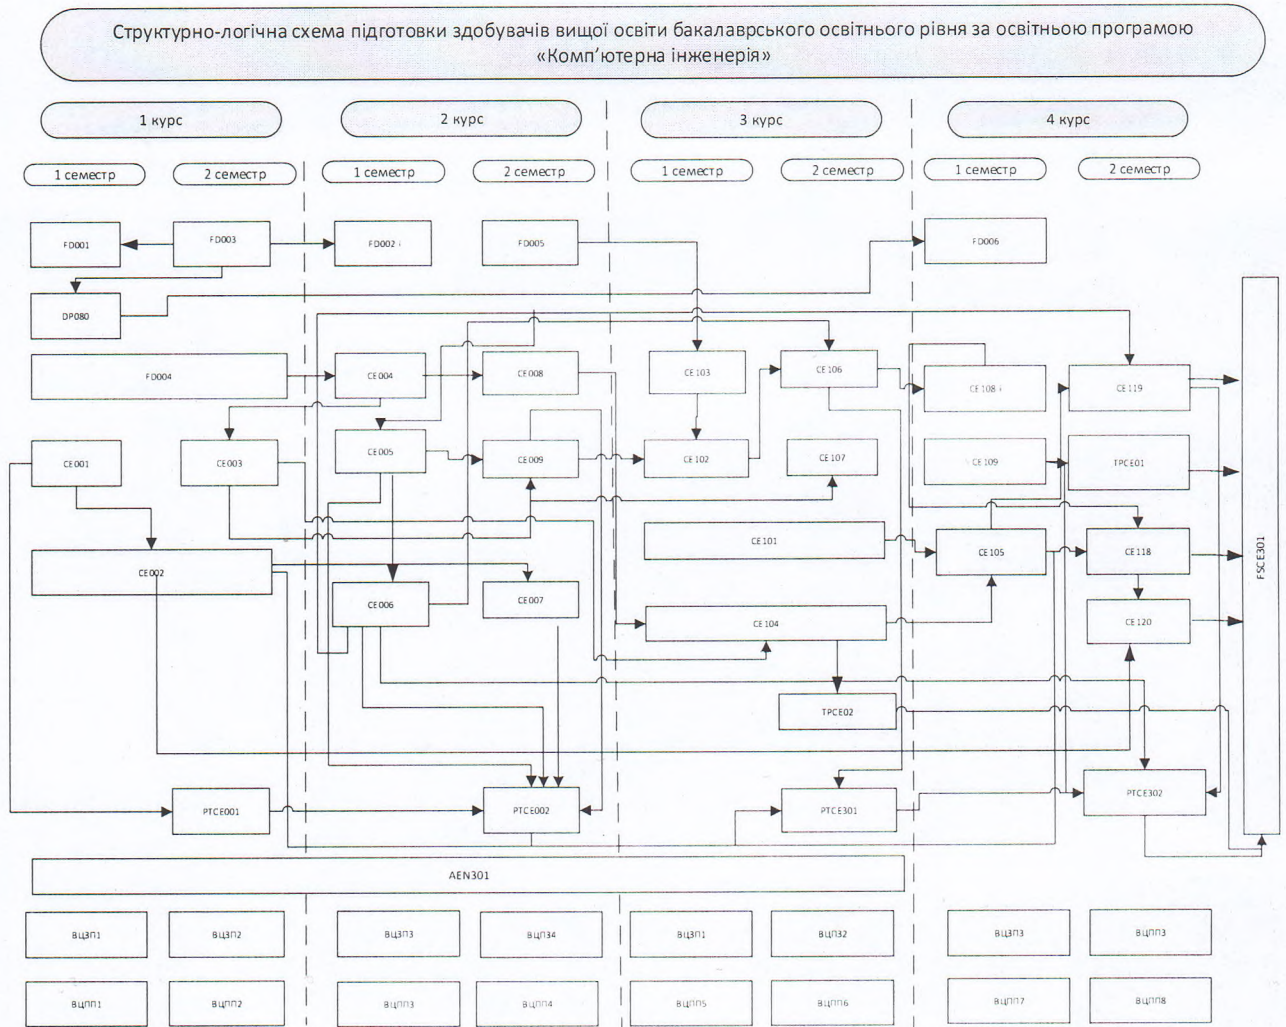 Структурно-логічна схема підготовки здобувачів вищої освіти бакалаврського освітнього рівня за освітньою програмою
«Комп'ютерна інженерія»
1 курс
2 курс
3 курс
4 курс
1 семестр
2 семестр
1 семестр
2 семестр
1 семестр
2 семестр
1 семестр
2 семестр
FD001
FD003
FD002 i
FD005
FD006
DP080
FD004
CE004
CE008
CE103
CE106
CE108 i
CE119
CE001
CE003
CE005
CE009
CE102
CE107
CE109
TPCE01
CE002
CE006
CE007
CE101
CE105
CE118
FSCE301
CE104
CE120
TPCE02
PTCE001
PTCE002
PTCE301
PTCE302
AEN301
ВЦЗП1
ВЦЗП2
ВЦЗП3
ВЦПЗ4
ВЦЗП1
ВЦПЗ2
ВЦЗП3
ВЦПП3
ВЦПП1
ВЦПП2
ВЦПП3
ВЦПП4
ВЦПП5
ВЦПП6
ВЦПП7
ВЦПП8